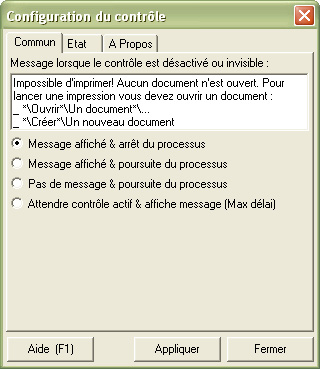 Configuration du contrôle
Commun Etat A Propos
Message lorsque le contrôle est désactivé ou invisible :
Impossible d'imprimer! Aucun document n'est ouvert. Pour
lancer une impression vous devez ouvrir un document :
_ *\Ouvrir*\Un document*\...
_ *\Créer*\Un nouveau document
Message affiché & arrêt du processus
Message affiché & poursuite du processus
Pas de message & poursuite du processus
Attendre contrôle actif & affiche message (Max délai)
Aide (F1) Appliquer Fermer